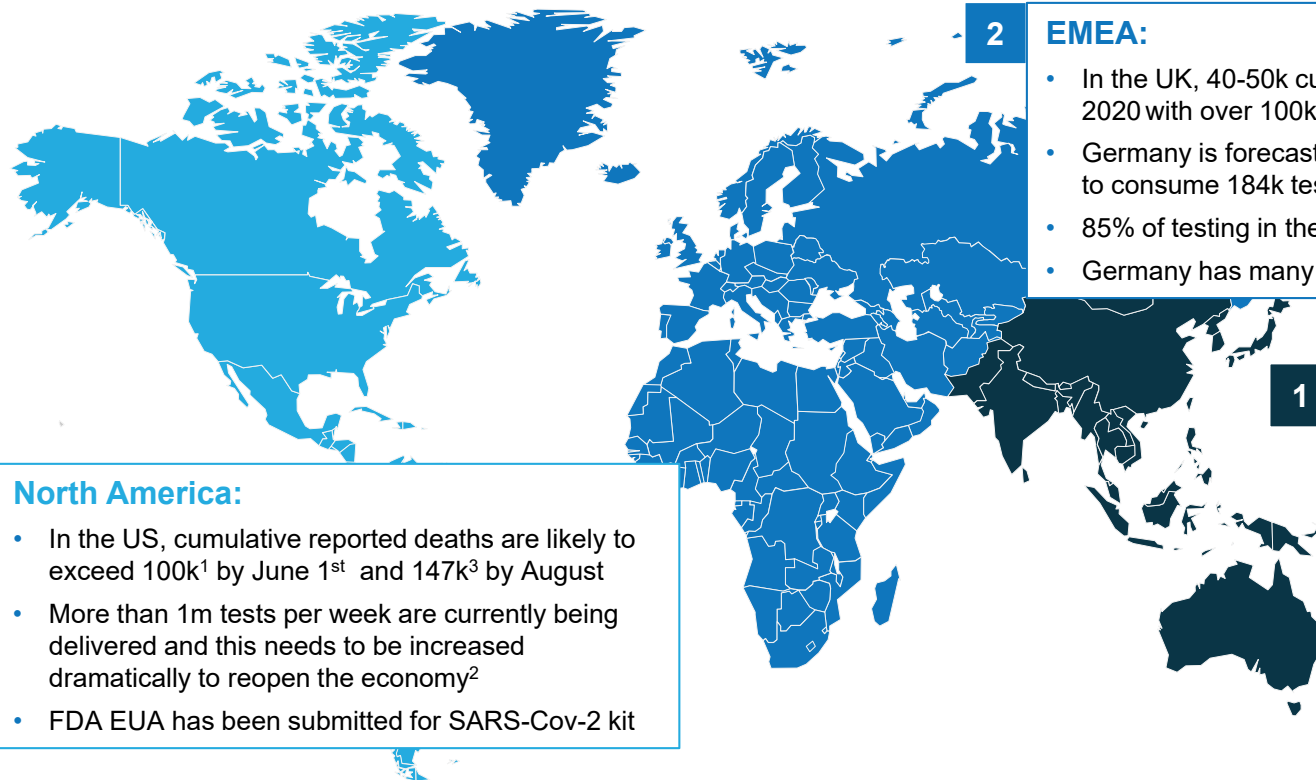 2
EMEA:
• In the UK, 40-50k cu
2020 with over 100k
• Germany is forecast
to consume 184k tes
• 85% of testing in the
• Germany has many
1
North America:
• In the US, cumulative reported deaths are likely to
exceed 100k¹ by June 1ˢᵗ and 147k³ by August
• More than 1m tests per week are currently being
delivered and this needs to be increased
dramatically to reopen the economy²
• FDA EUA has been submitted for SARS-Cov-2 kit